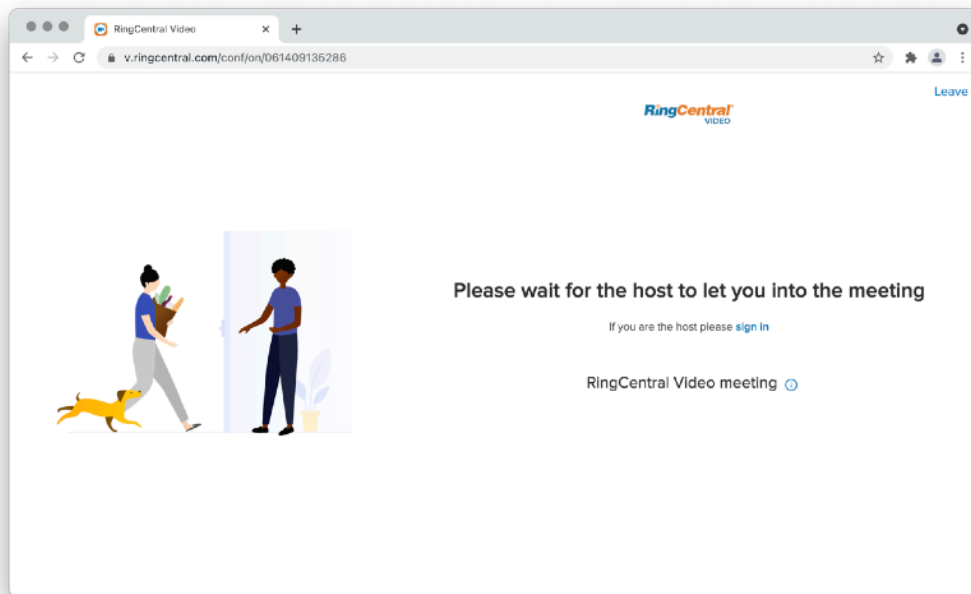 RingCentral Video
v.ringcentral.com/conf/on/061409136286
Leave
RingCentral
VIDEO
Please wait for the host to let you into the meeting
If you are the host please sign in
RingCentral Video meeting